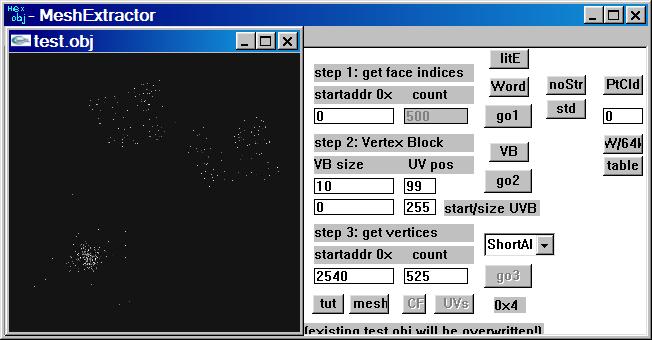 Hex
obj - MeshExtractor
test.obj
litE
step 1: get face indices
Word noStr PtCld
startaddr 0x count
std
0 500 go1 0
step 2: Vertex Block
VB W/64k
VB size UV pos
table
10 99 go2
0 255 start/size UVB
step 3: get vertices
ShortAl
startaddr 0x count
2540 525 go3
tut mesh CF UVs 0x4
(existing test.obj will be overwritten!)